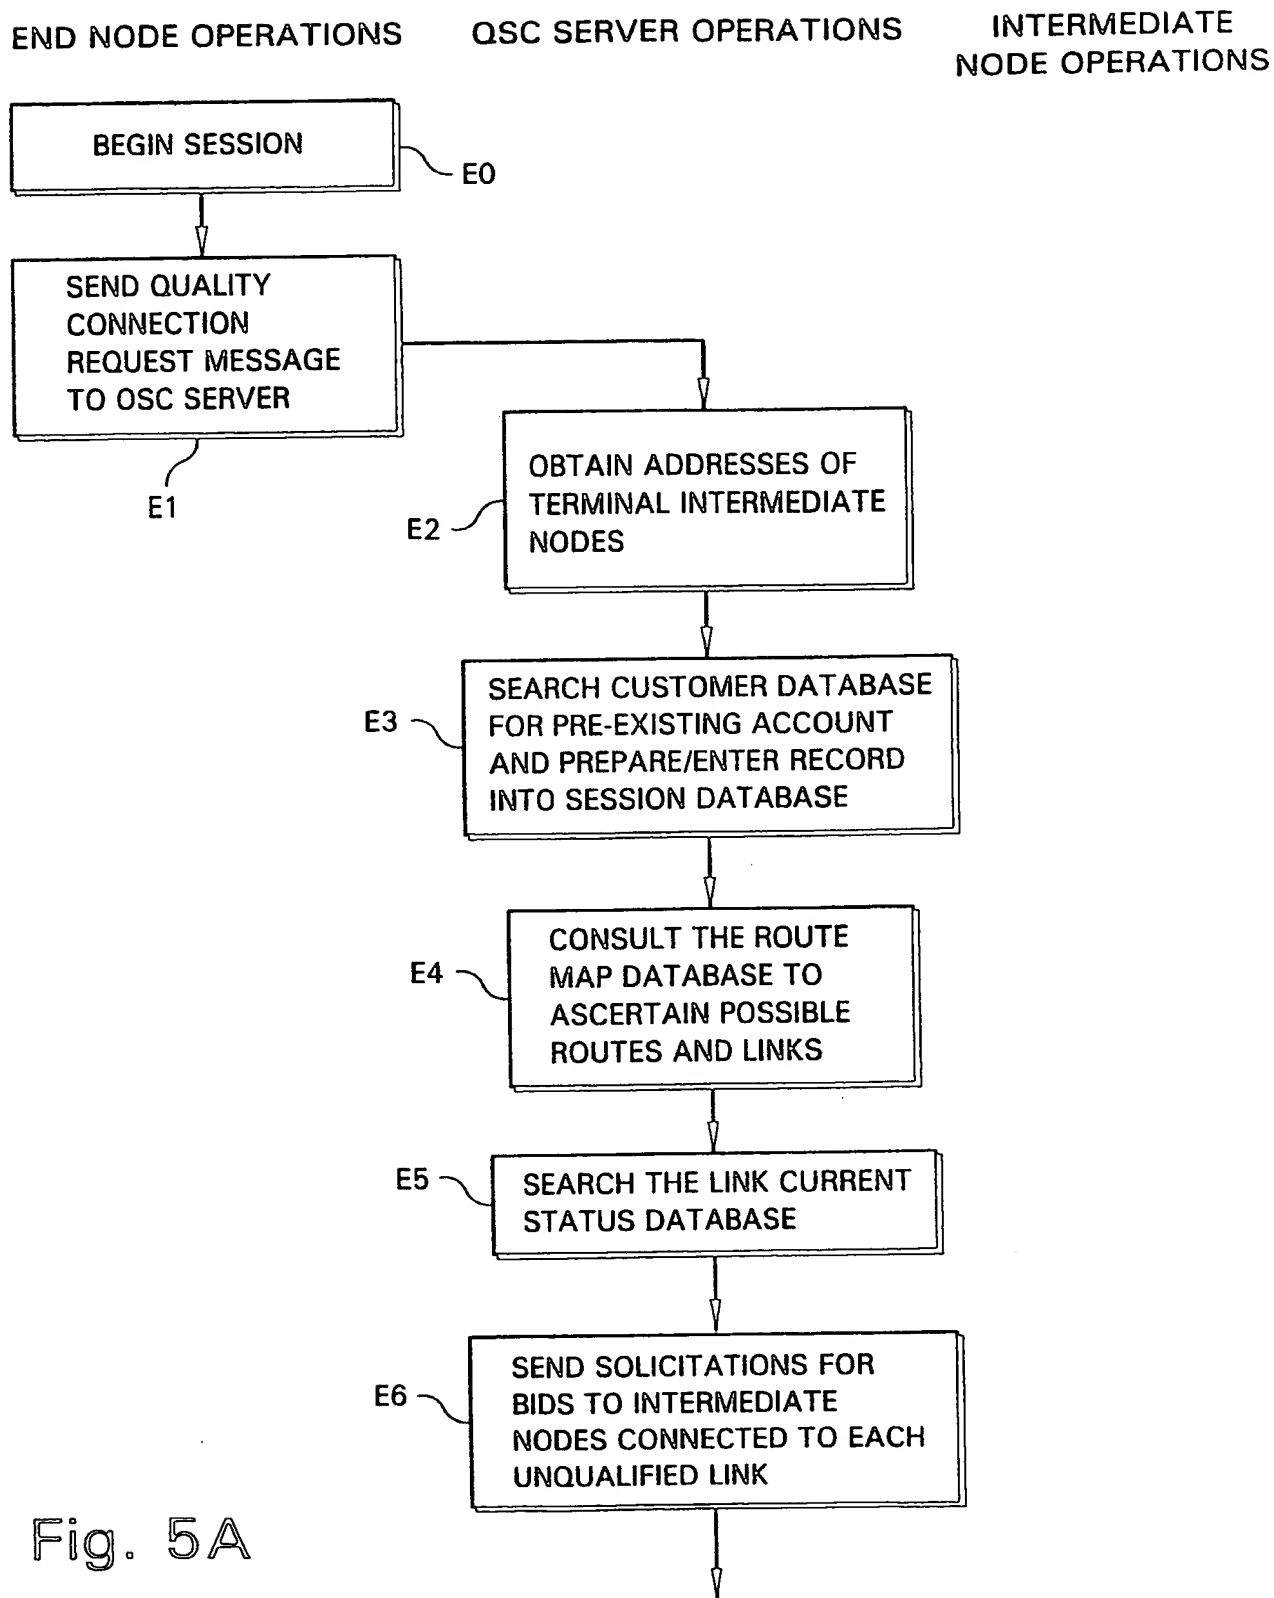 END NODE OPERATIONS
QSC SERVER OPERATIONS
INTERMEDIATE
NODE OPERATIONS
BEGIN SESSION
E0
SEND QUALITY
CONNECTION
REQUEST MESSAGE
TO OSC SERVER
E1
OBTAIN ADDRESSES OF
TERMINAL INTERMEDIATE
NODES
E2
SEARCH CUSTOMER DATABASE
FOR PRE-EXISTING ACCOUNT
AND PREPARE/ENTER RECORD
INTO SESSION DATABASE
E3
CONSULT THE ROUTE
MAP DATABASE TO
ASCERTAIN POSSIBLE
ROUTES AND LINKS
E4
SEARCH THE LINK CURRENT
STATUS DATABASE
E5
SEND SOLICITATIONS FOR
BIDS TO INTERMEDIATE
NODES CONNECTED TO EACH
UNQUALIFIED LINK
E6
Fig. 5A